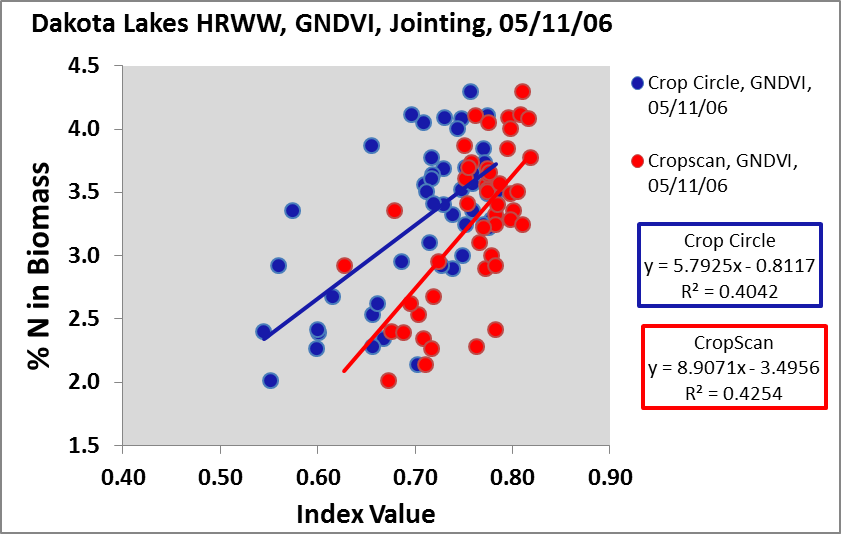 Dakota Lakes HRWW, GNDVI, Jointing, 05/11/06
4.5
4.0
3.5
3.0
2.5
2.0
1.5
% N in Biomass
0.40 0.50 0.60 0.70 0.80 0.90
Index Value
Crop Circle, GNDVI,
05/11/06
Cropscan, GNDVI,
05/11/06
Crop Circle
y = 5.7925x - 0.8117
R² = 0.4042
CropScan
y = 8.9071x - 3.4956
R² = 0.4254